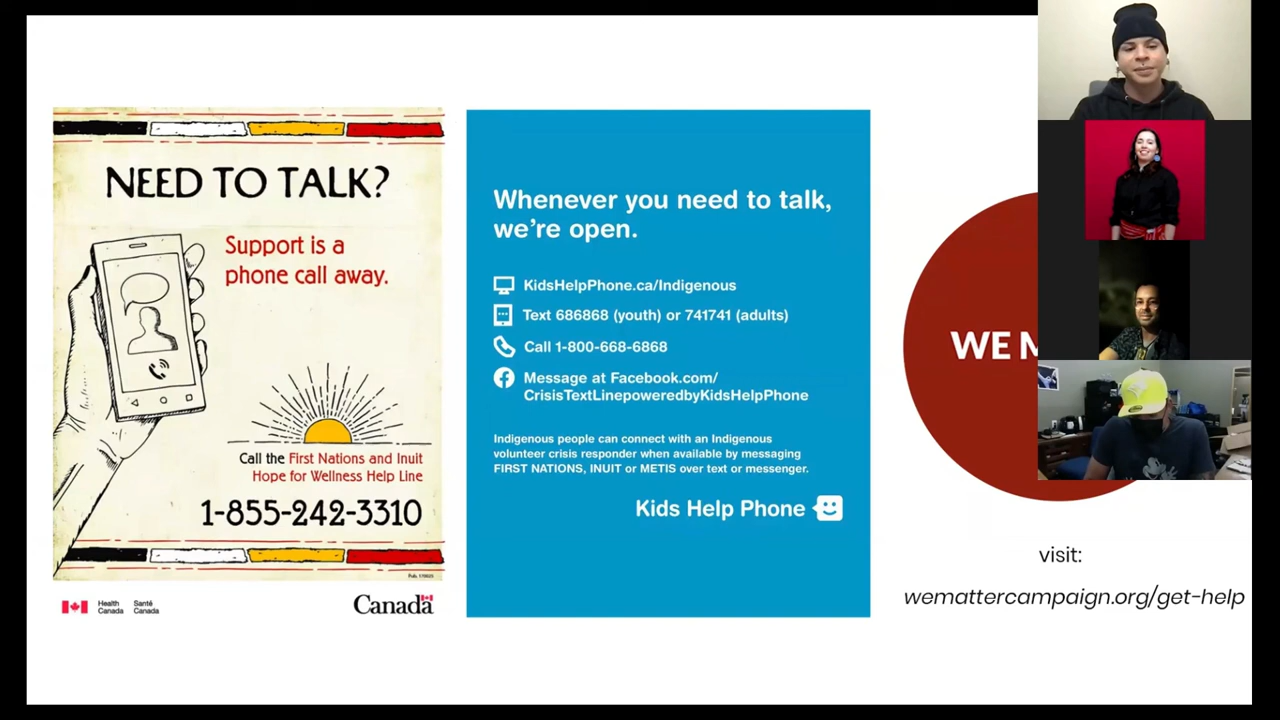 NEED TO TALK?
Support is a
phone call away.
Call the First Nations and Inuit
Hope for Wellness Help Line
1-855-242-3310
Health
Canada
Santé
Canada
Canada
Whenever you need to talk,
we're open.
KidsHelpPhone.ca/Indigenous
Text 686868 (youth) or 741741 (adults)
Call 1-800-668-6868
Message at Facebook.com/
CrisisTextLinepoweredbyKidsHelpPhone
Indigenous people can connect with an Indigenous
volunteer crisis responder when available by messaging
FIRST NATIONS, INUIT or METIS over text or messenger.
Kids Help Phone
WE M
visit:
wemattercampaign.org/get-help